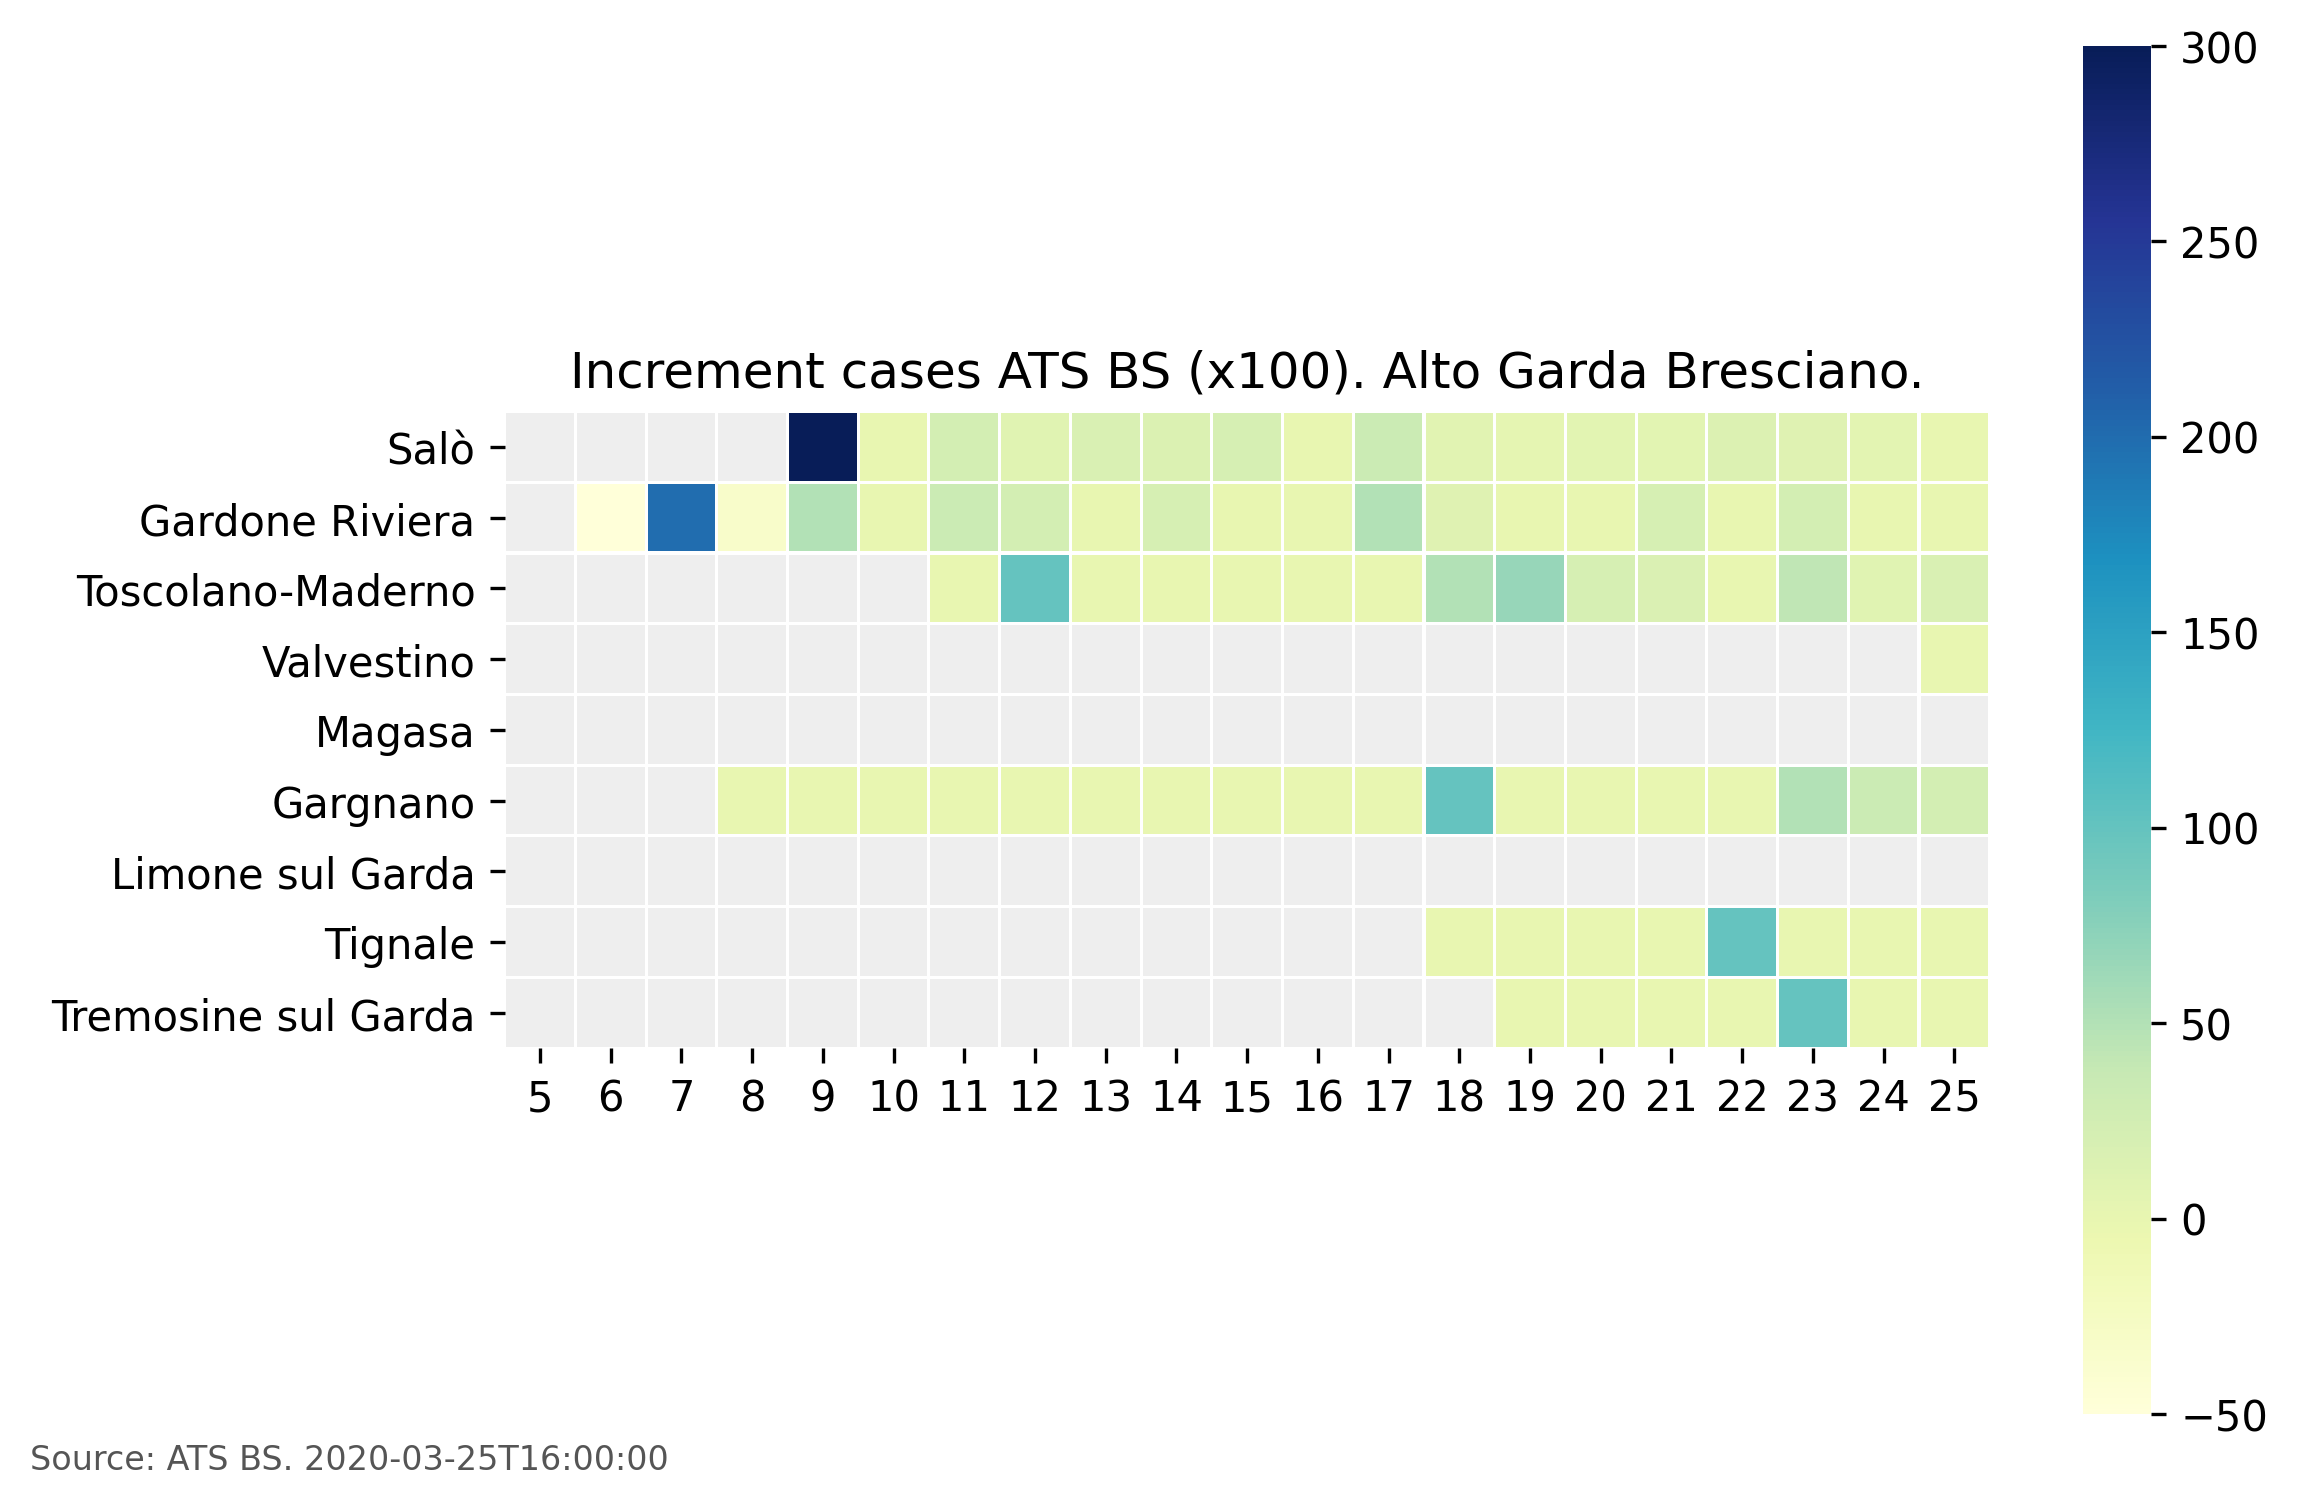 Increment cases ATS BS (x100). Alto Garda Bresciano.
Salò
Gardone Riviera
Toscolano-Maderno
Valvestino
Magasa
Gargnano
Limone sul Garda
Tignale
Tremosine sul Garda
5 6 7 8 9 10 11 12 13 14 15 16 17 18 19 20 21 22 23 24 25
300
250
200
150
100
50
0
−50
Source: ATS BS. 2020-03-25T16:00:00